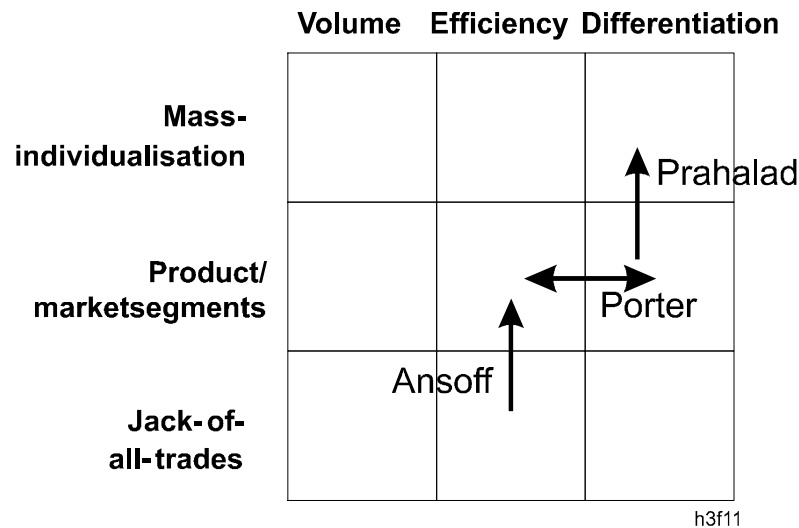 Volume Efficiency Differentiation
Mass-
individualisation
Prahalad
Product/
marketsegments
Porter
Ansoff
Jack-of-
all-trades
h3f11